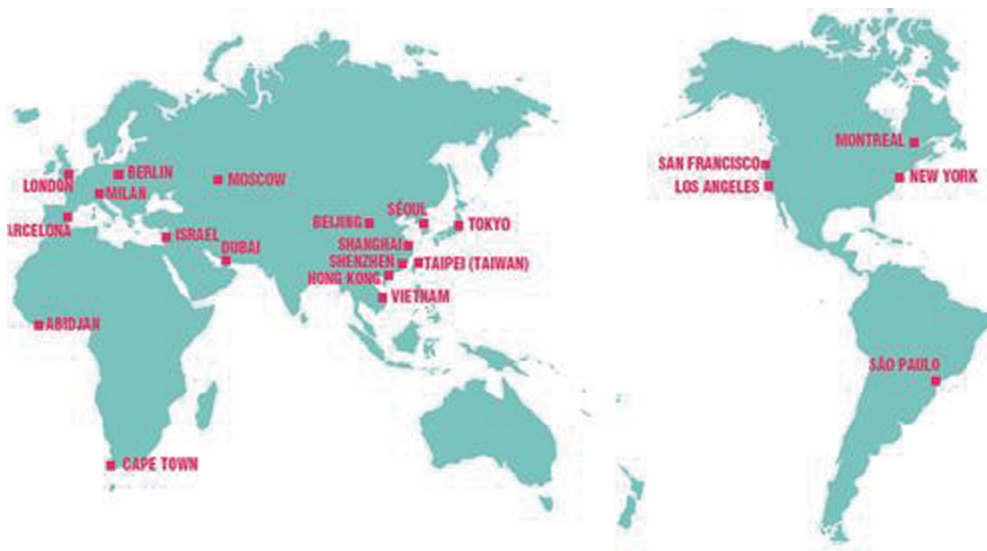 MONTREAL
SAN FRANCISCO
NEW YORK
LOS ANGELES
LONDON
BERLIN
MOSCOW
MILAN
ARCELONA
ISRAEL
DUBAI
BEIJING
SÉOUL
TOKYO
SHANGHAI
SHENZHEN
TAIPEI (TAIWAN)
HONG KONG
VIETNAM
ABIDJAN
SÃO PAULO
CAPE TOWN